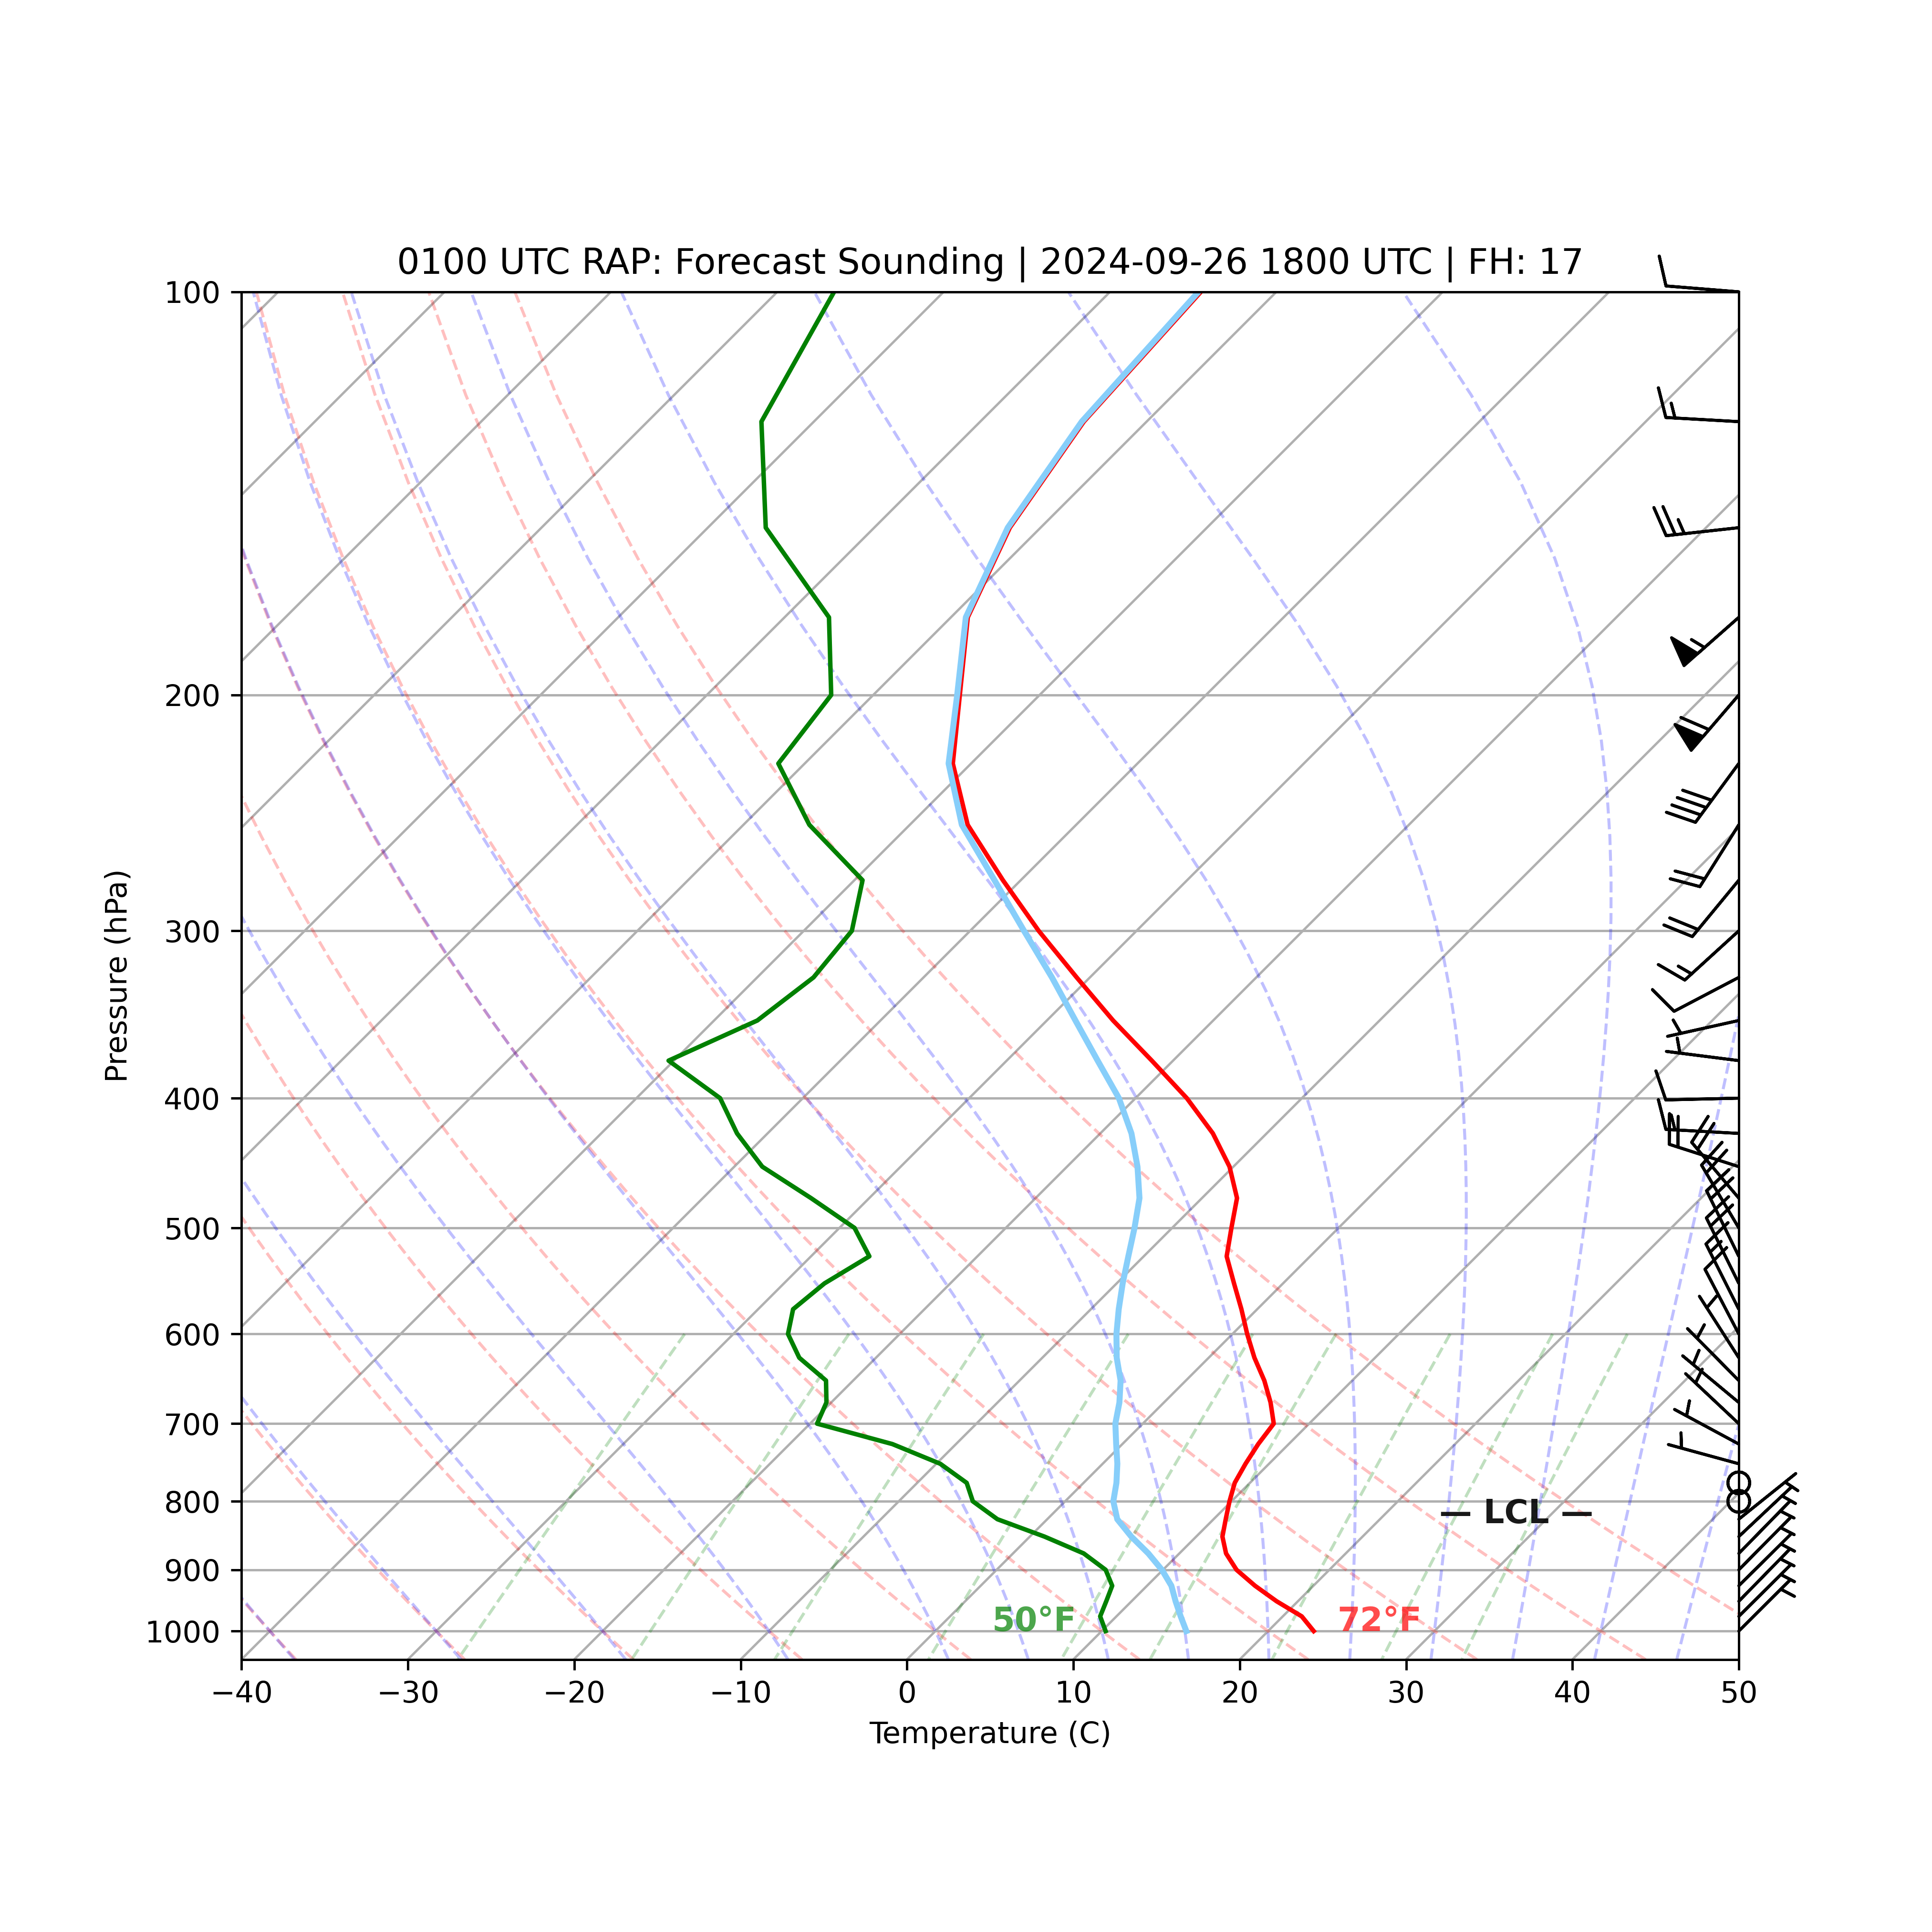 0100 UTC RAP: Forecast Sounding | 2024-09-26 1800 UTC | FH: 17
100
200
300
400
500
600
700
800
900
1000
Pressure (hPa)
— LCL —
50°F
72°F
−40 −30 −20 −10 0 10 20 30 40 50
Temperature (C)